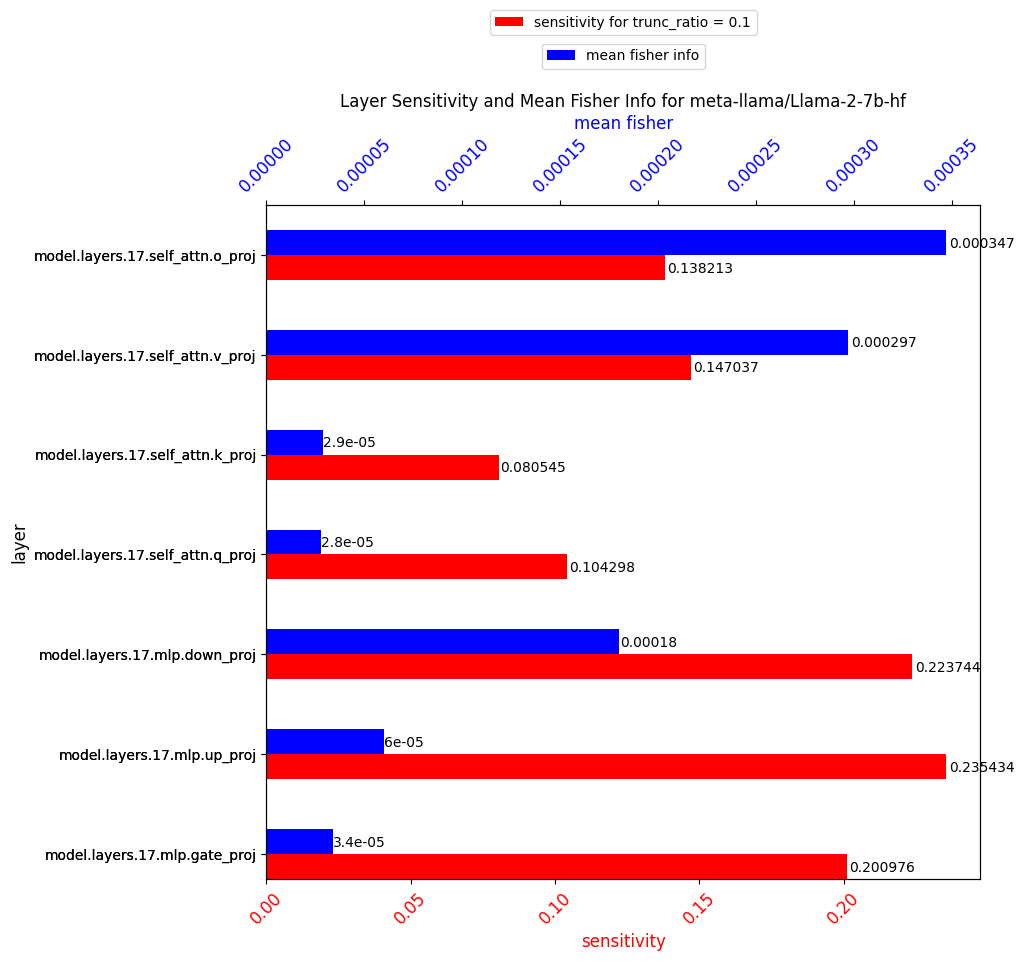 sensitivity for trunc_ratio = 0.1
mean fisher info
Layer Sensitivity and Mean Fisher Info for meta-llama/Llama-2-7b-hf
mean fisher
0.00000 0.00005 0.00010 0.00015 0.00020 0.00025 0.00030 0.00035
model.layers.17.self_attn.o_proj
0.000347
0.138213
model.layers.17.self_attn.v_proj
0.000297
0.147037
model.layers.17.self_attn.k_proj
2.9e-05
0.080545
model.layers.17.self_attn.q_proj
2.8e-05
0.104298
layer
model.layers.17.mlp.down_proj
0.00018
0.223744
model.layers.17.mlp.up_proj
6e-05
0.235434
model.layers.17.mlp.gate_proj
3.4e-05
0.200976
0.00 0.05 0.10 0.15 0.20
sensitivity